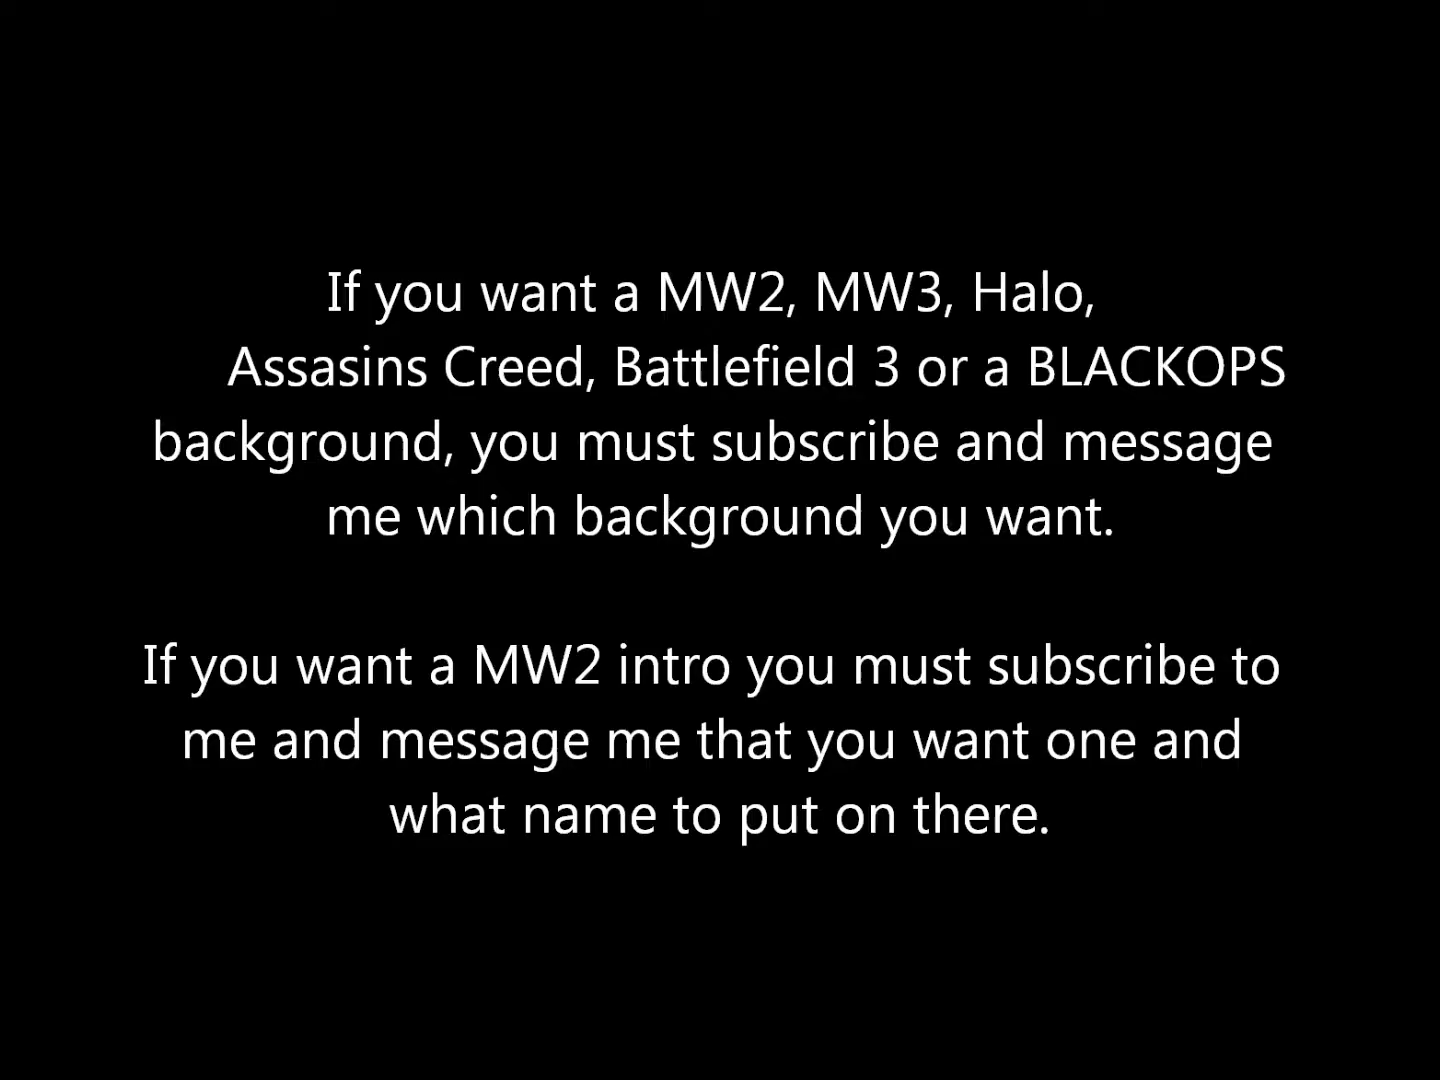 If you want a MW2, MW3, Halo,
Assasins Creed, Battlefield 3 or a BLACKOPS
background, you must subscribe and message
me which background you want.
If you want a MW2 intro you must subscribe to
me and message me that you want one and
what name to put on there.